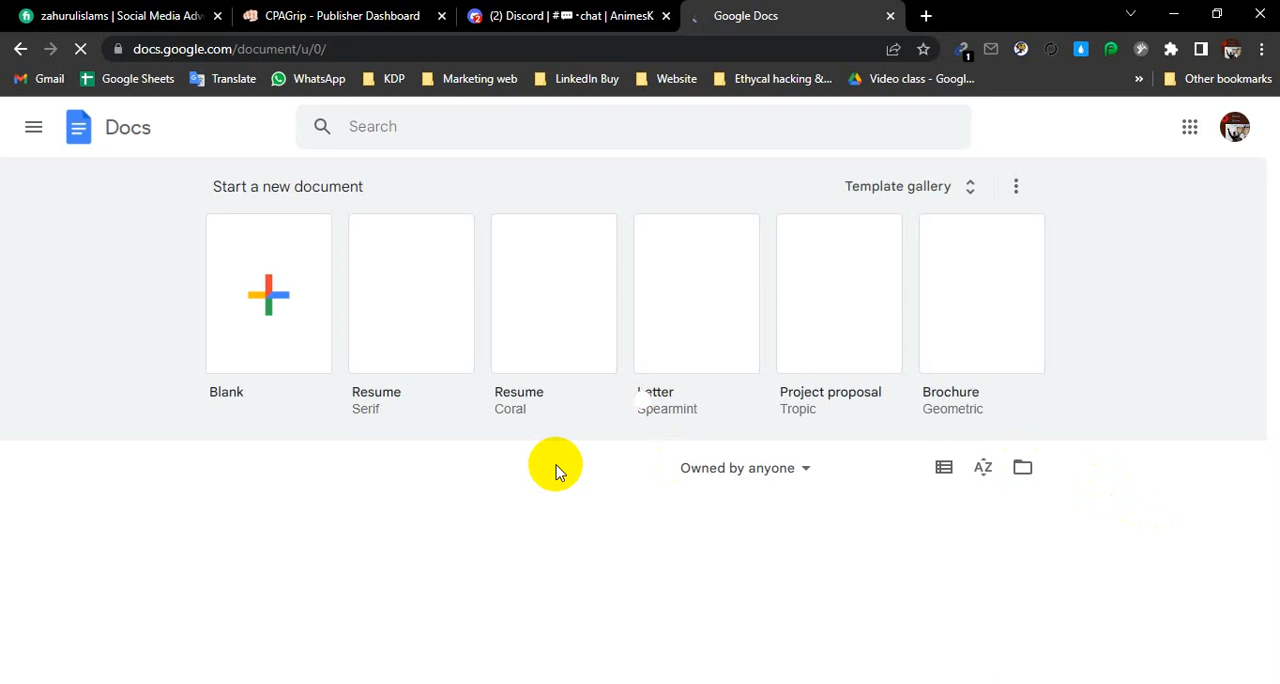 zahurulislams | Social Media Adv
CPAGrip - Publisher Dashboard
(2) Discord | #💬・chat | AnimesK
Google Docs
docs.google.com/document/u/0/
1
Gmail
Google Sheets
Translate
WhatsApp
KDP
Marketing web
LinkedIn Buy
Website
Ethycal hacking &...
Video class - Googl...
»
Other bookmarks
Docs
Search
Start a new document
Template gallery
Blank
Resume
Serif
Resume
Coral
Letter
Spearmint
Project proposal
Tropic
Brochure
Geometric
Owned by anyone
AZ